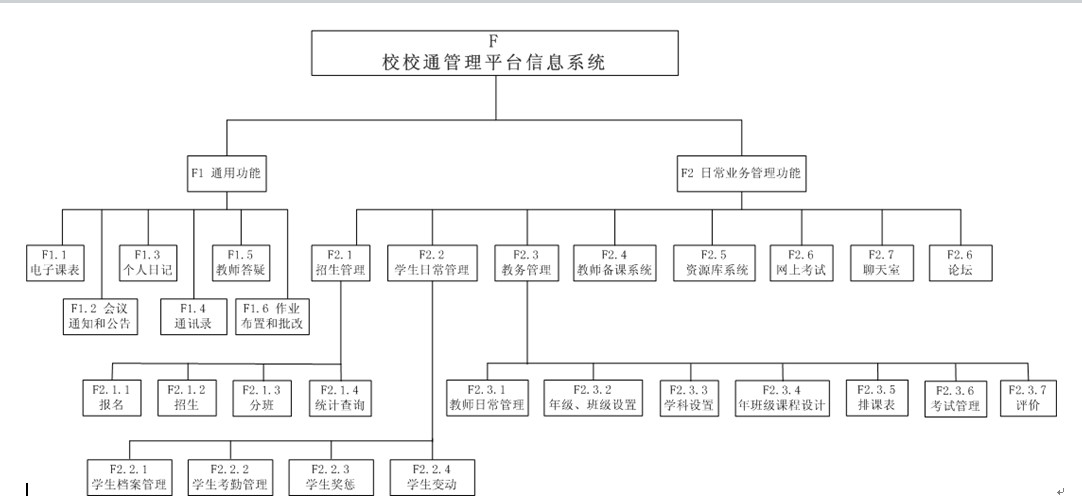 F
校校通管理平台信息系统
F1 通用功能
F2 日常业务管理功能
F1.1
电子课表
F1.3
个人日记
F1.5
教师答疑
F2.1
招生管理
F2.2
学生日常管理
F2.3
教务管理
F2.4
教师备课系统
F2.5
资源库系统
F2.6
网上考试
F2.7
聊天室
F2.6
论坛
F1.2 会议
通知和公告
F1.4
通讯录
F1.6 作业
布置和批改
F2.1.1
报名
F2.1.2
招生
F2.1.3
分班
F2.1.4
统计查询
F2.3.1
教师日常管理
F2.3.2
年级、班级设置
F2.3.3
学科设置
F2.3.4
年班级课程设计
F2.3.5
排课表
F2.3.6
考试管理
F2.3.7
评价
F2.2.1
学生档案管理
F2.2.2
学生考勤管理
F2.2.3
学生奖惩
F2.2.4
学生变动